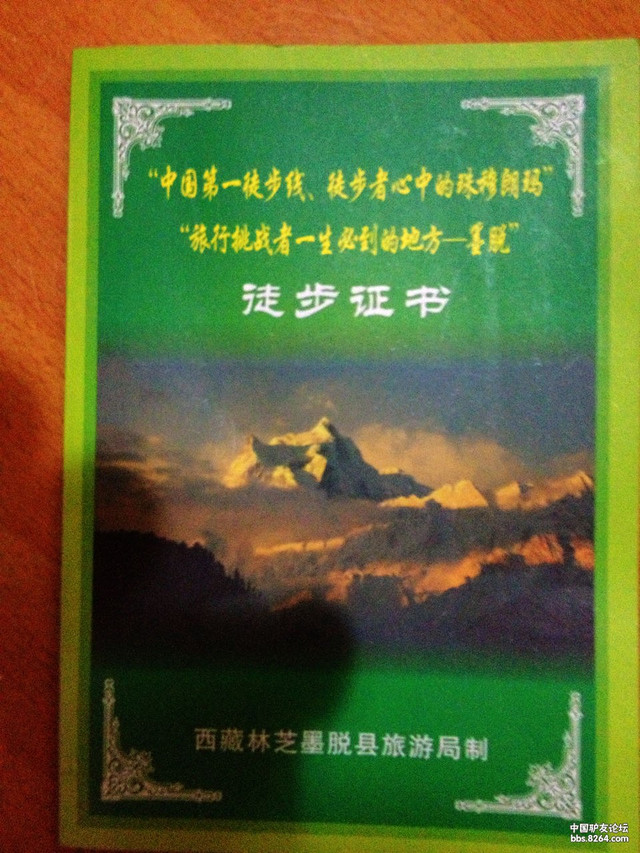 “中国第一徒步线、徒步者心中的珠穆朗玛”
“旅行挑战者一生必到的地方—墨脱”
徒步证书
西藏林芝墨脱县旅游局制
中国驴友论坛
bbs.8264.com